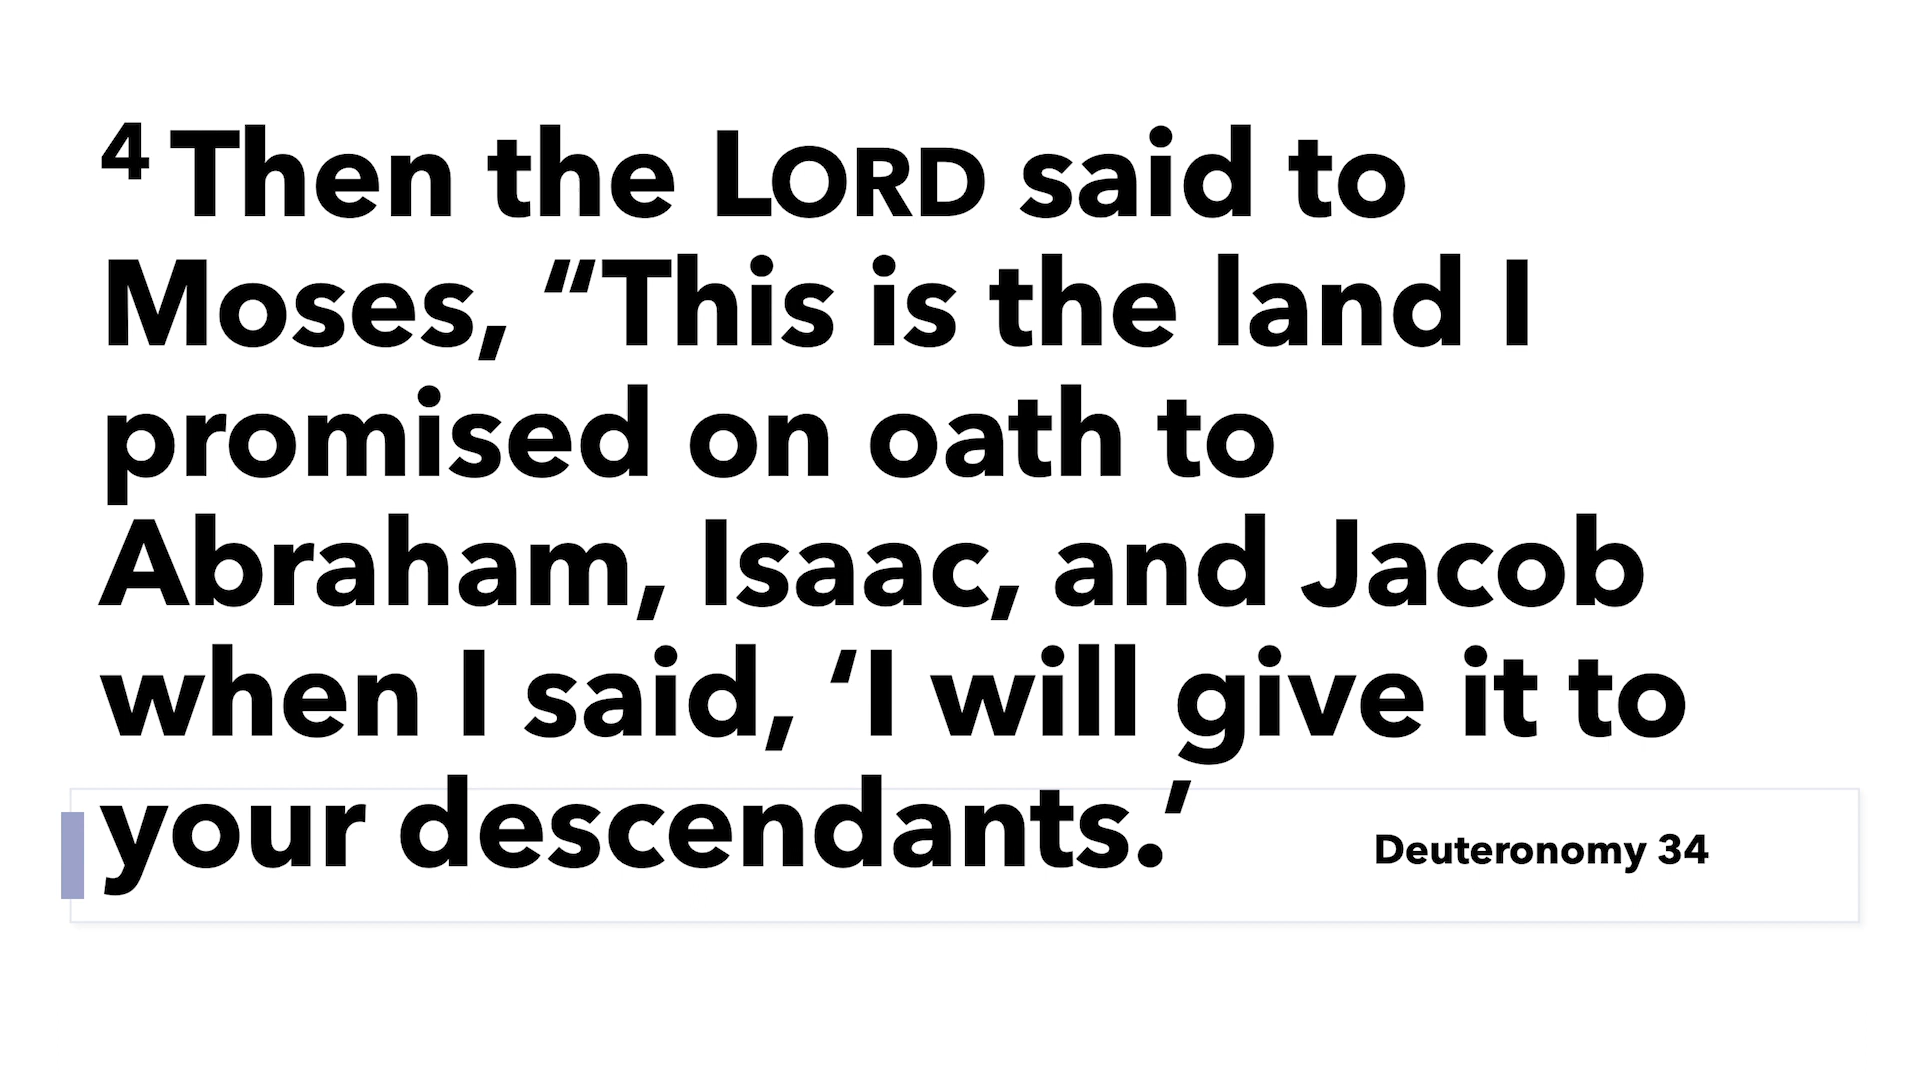 4 Then the LORD said to
Moses, “This is the land I
promised on oath to
Abraham, Isaac, and Jacob
when I said, ‘I will give it to
your descendants.’
Deuteronomy 34